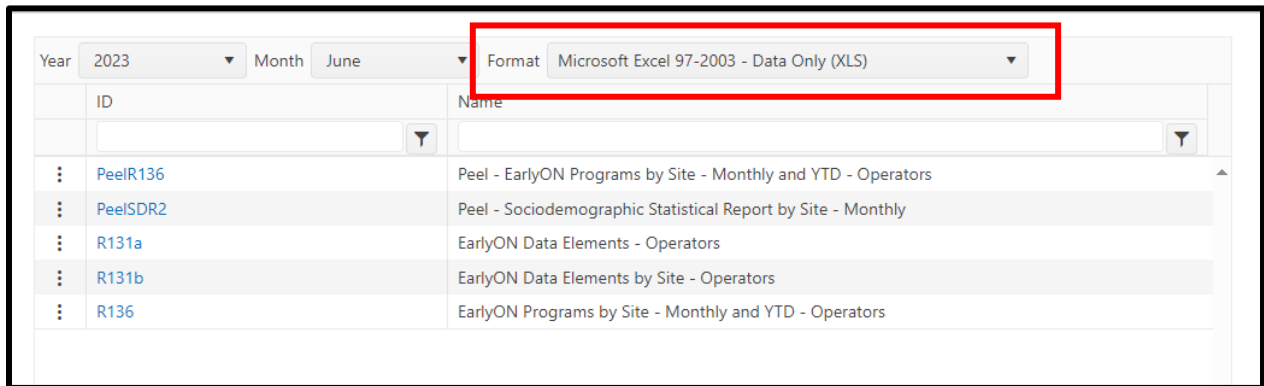 Year 2023 Month June Format Microsoft Excel 97-2003 - Data Only (XLS)
ID Name
PeelR136 Peel - EarlyON Programs by Site - Monthly and YTD - Operators
PeelSDR2 Peel - Sociodemographic Statistical Report by Site - Monthly
R131a EarlyON Data Elements - Operators
R131b EarlyON Data Elements by Site - Operators
R136 EarlyON Programs by Site - Monthly and YTD - Operators